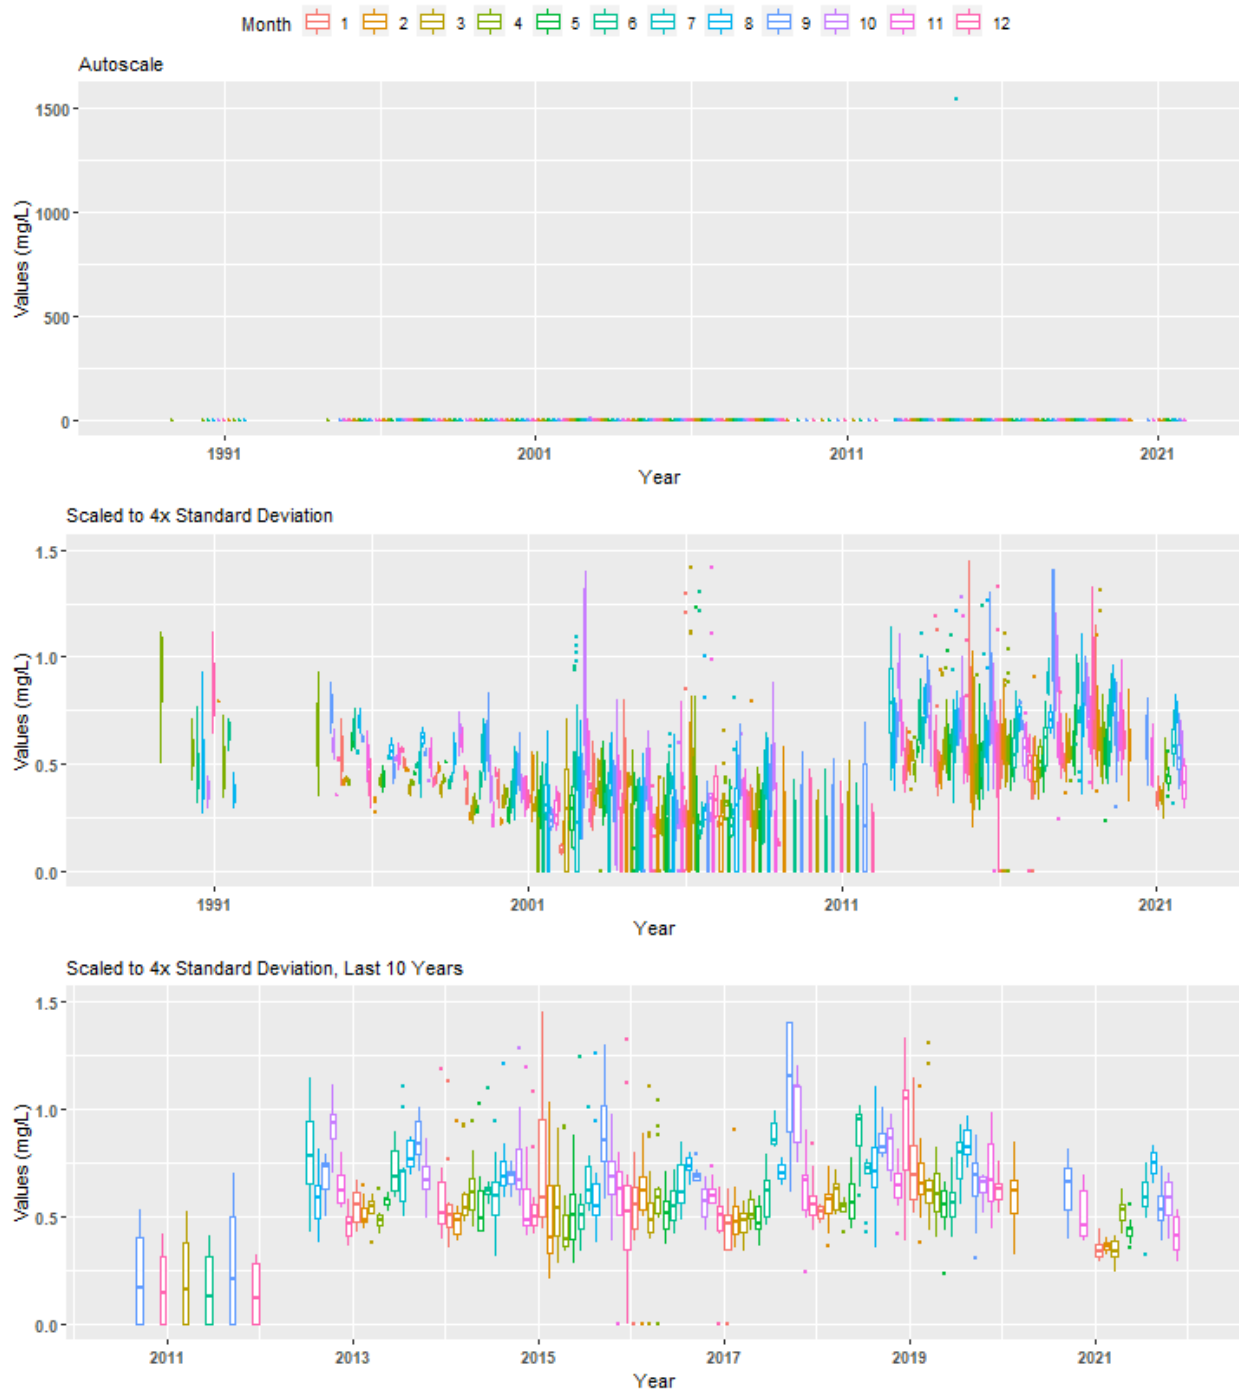 Month 1 2 3 4 5 6 7 8 9 10 11 12
Autoscale
1500
1000
500
0
Values (mg/L)
1991 2001 2011 2021
Year
Scaled to 4x Standard Deviation
1.5
1.0
0.5
0.0
Values (mg/L)
1991 2001 2011 2021
Year
Scaled to 4x Standard Deviation, Last 10 Years
1.5
1.0
0.5
0.0
Values (mg/L)
2011 2013 2015 2017 2019 2021
Year